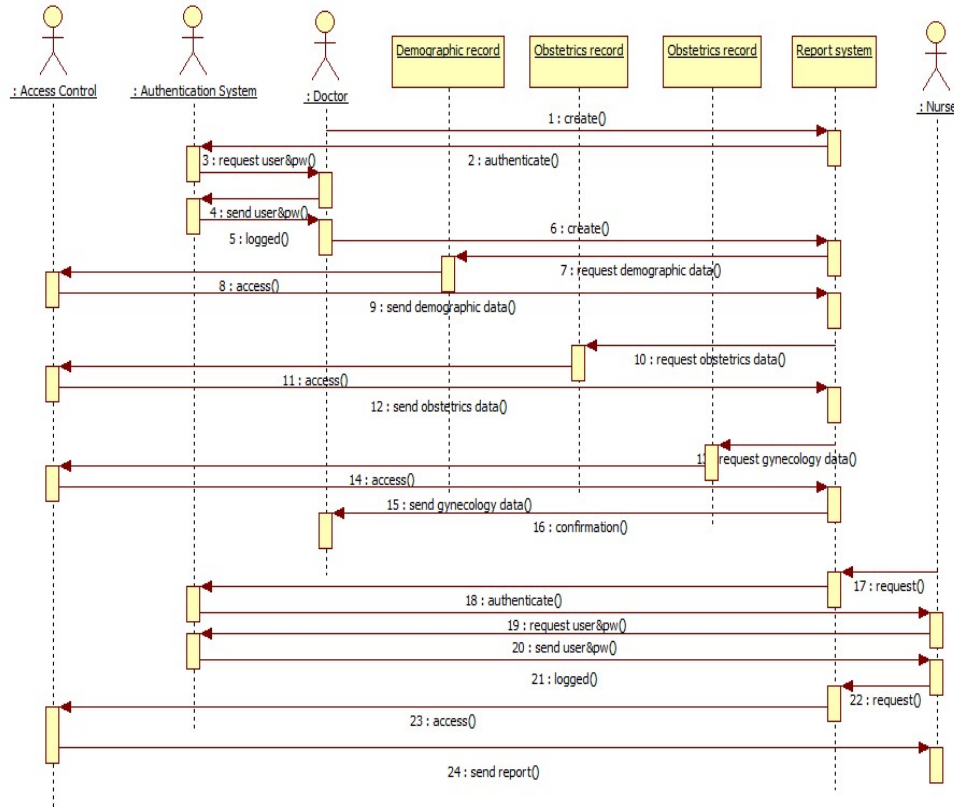 Demographic record
Obstetrics record
Obstetrics record
Report system
: Access Control
: Authentication System
: Doctor
: Nurse
1 : create()
2 : authenticate()
3 : request user&pw()
4 : send user&pw()
5 : logged()
6 : create()
7 : request demographic data()
8 : access()
9 : send demographic data()
10 : request obstetrics data()
11 : access()
12 : send obstetrics data()
13 : request gynecology data()
14 : access()
15 : send gynecology data()
16 : confirmation()
17 : request()
18 : authenticate()
19 : request user&pw()
20 : send user&pw()
21 : logged()
22 : request()
23 : access()
24 : send report()